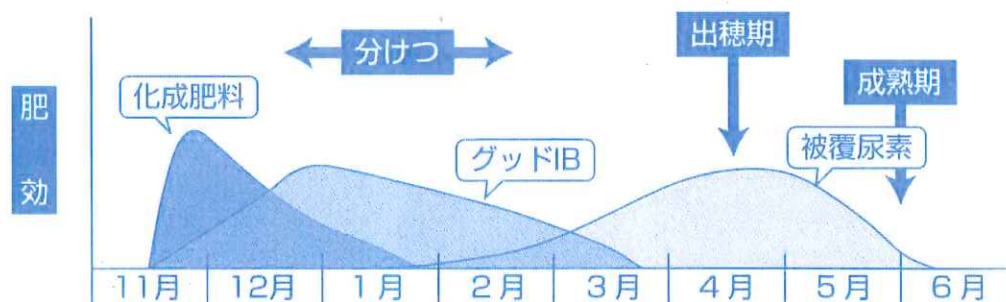 肥効
分けつ
出穂期
成熟期
化成肥料
グッドIB
被覆尿素
11月 12月 1月 2月 3月 4月 5月 6月